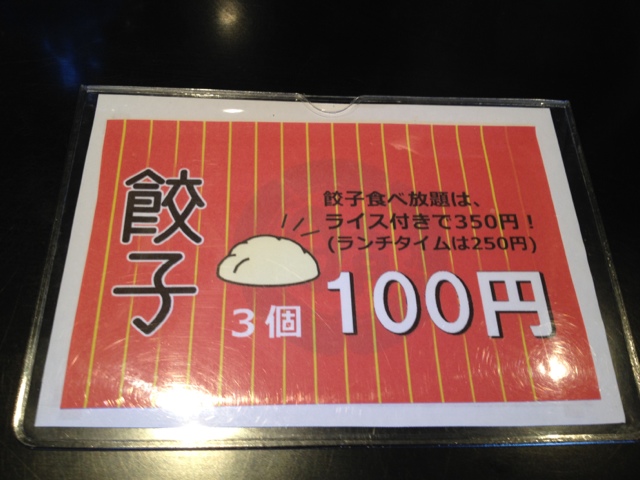 餃子
餃子食べ放題は、
ライス付きで350円！
(ランチタイムは250円)
3個 100円